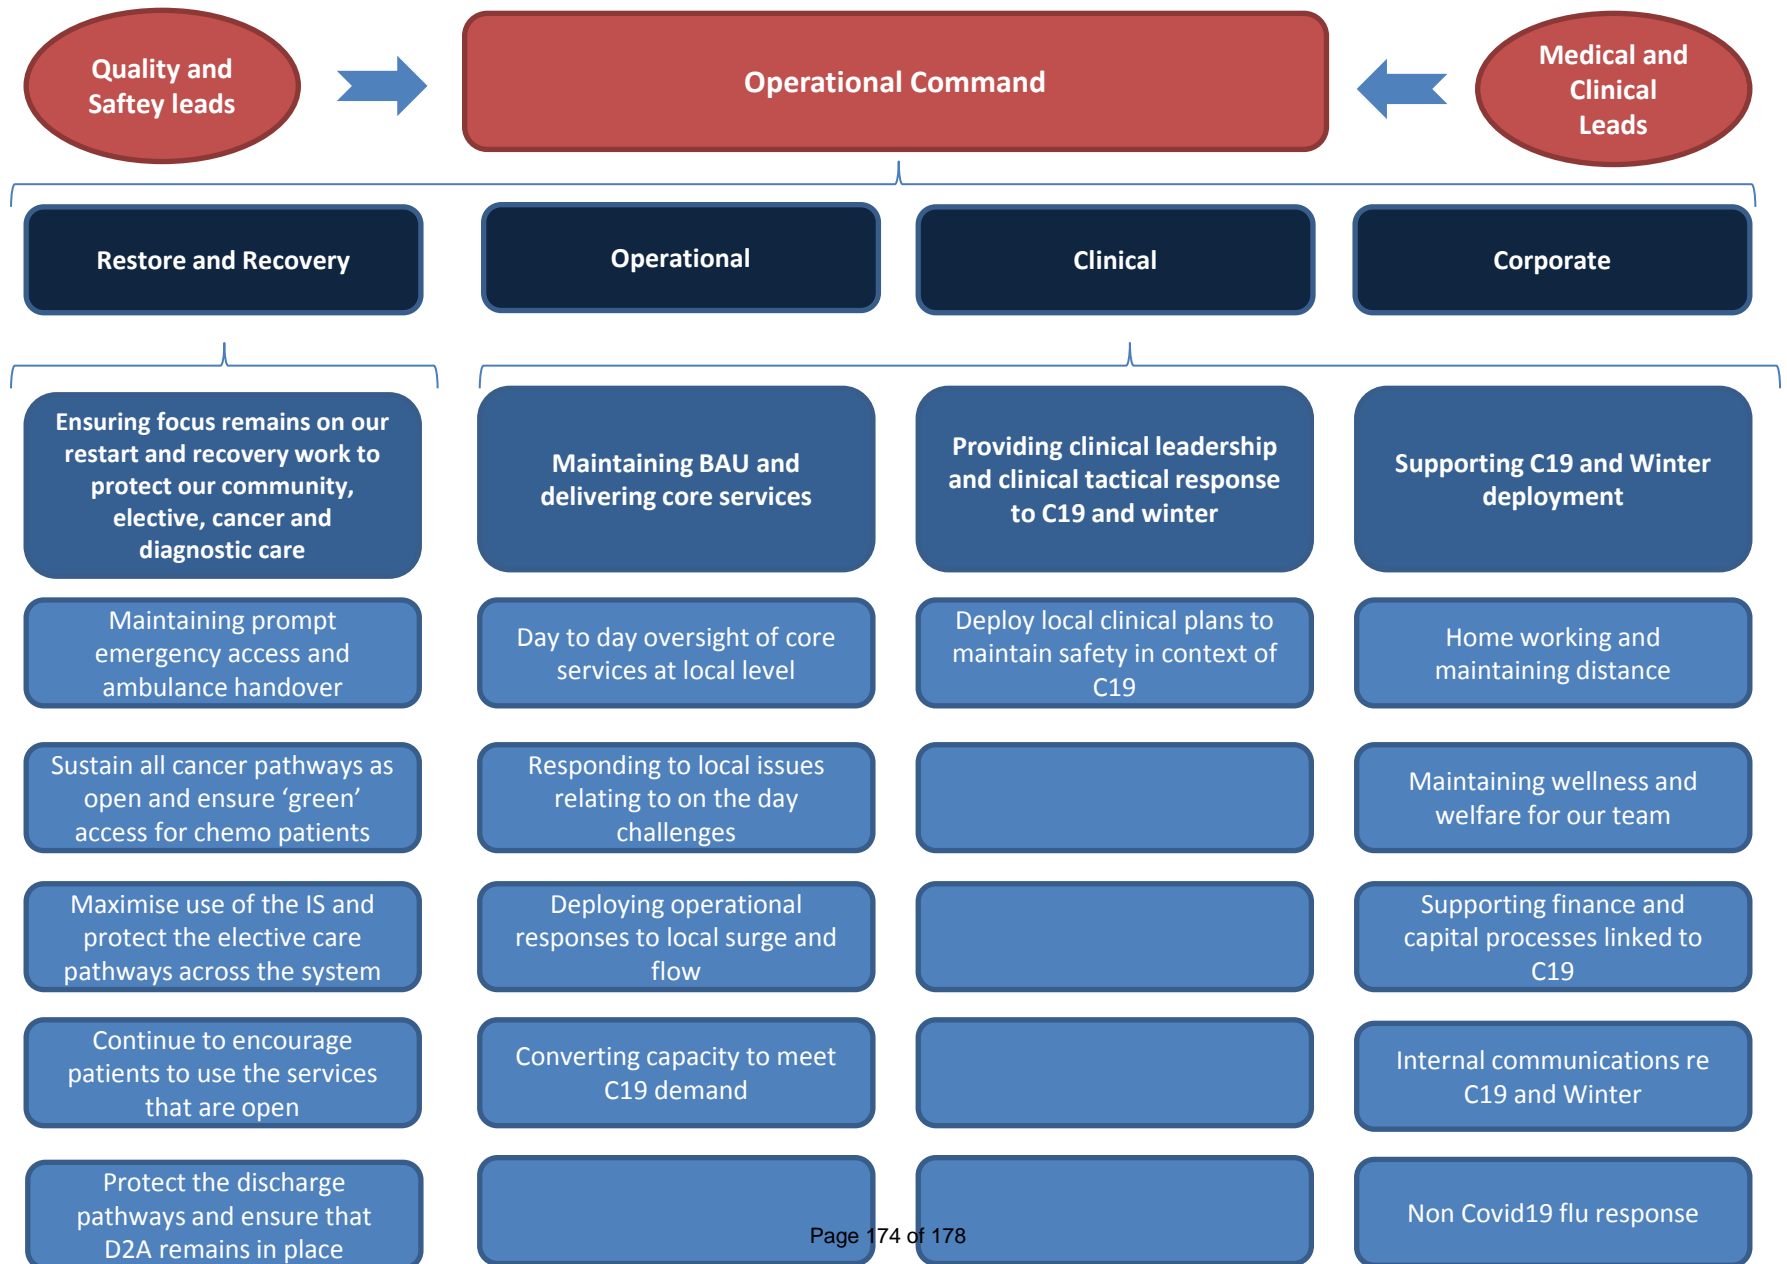 Quality and
Saftey leads
Operational Command
Medical and
Clinical
Leads
Restore and Recovery
Operational
Clinical
Corporate
Ensuring focus remains on our
restart and recovery work to
protect our community,
elective, cancer and
diagnostic care
Maintaining BAU and
delivering core services
Providing clinical leadership
and clinical tactical response
to C19 and winter
Supporting C19 and Winter
deployment
Maintaining prompt
emergency access and
ambulance handover
Day to day oversight of core
services at local level
Deploy local clinical plans to
maintain safety in context of
C19
Home working and
maintaining distance
Sustain all cancer pathways as
open and ensure ‘green’
access for chemo patients
Responding to local issues
relating to on the day
challenges
Maintaining wellness and
welfare for our team
Maximise use of the IS and
protect the elective care
pathways across the system
Deploying operational
responses to local surge and
flow
Supporting finance and
capital processes linked to
C19
Continue to encourage
patients to use the services
that are open
Converting capacity to meet
C19 demand
Internal communications re
C19 and Winter
Protect the discharge
pathways and ensure that
D2A remains in place
Non Covid19 flu response
Page 174 of 178